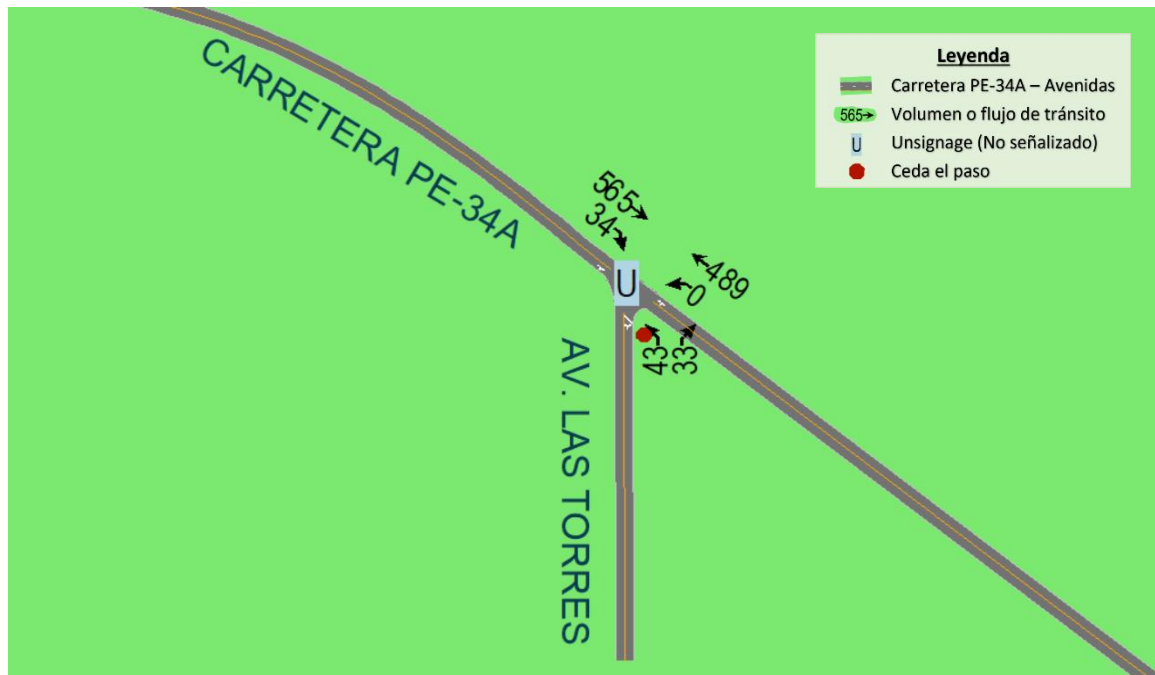 Leyenda
Carretera PE-34A – Avenidas
565 Volumen o flujo de tránsito
U Unsignage (No señalizado)
Ceda el paso
CARRETERA PE-34A
565
34
U
489
0
43
33
AV. LAS TORRES